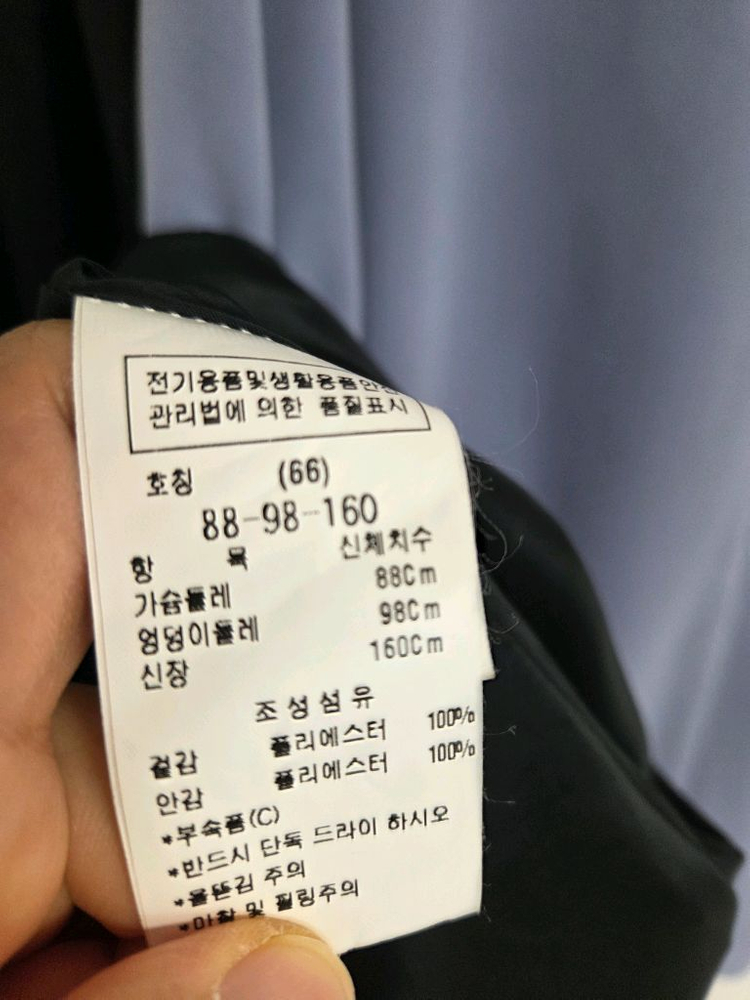 전기용품및생활용품안전
관리법에 의한 품질표시
호칭 (66)
88-98-160
항 목 신체치수
가슴둘레 88Cm
엉덩이둘레 98Cm
신장 160Cm
조성섬유
겉감 폴리에스터 100%
안감 폴리에스터 100%
*부속품(C)
*반드시 단독 드라이 하시오
*올뜯김 주의
*마찰 및 필링주의